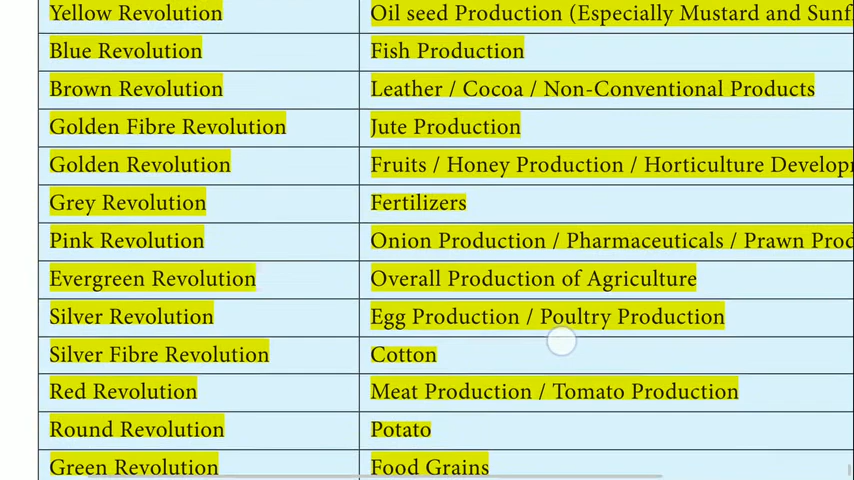 Yellow Revolution Oil seed Production (Especially Mustard and Sunf
Blue Revolution Fish Production
Brown Revolution Leather / Cocoa / Non-Conventional Products
Golden Fibre Revolution Jute Production
Golden Revolution Fruits / Honey Production / Horticulture Develop
Grey Revolution Fertilizers
Pink Revolution Onion Production / Pharmaceuticals / Prawn Prod
Evergreen Revolution Overall Production of Agriculture
Silver Revolution Egg Production / Poultry Production
Silver Fibre Revolution Cotton
Red Revolution Meat Production / Tomato Production
Round Revolution Potato
Green Revolution Food Grains